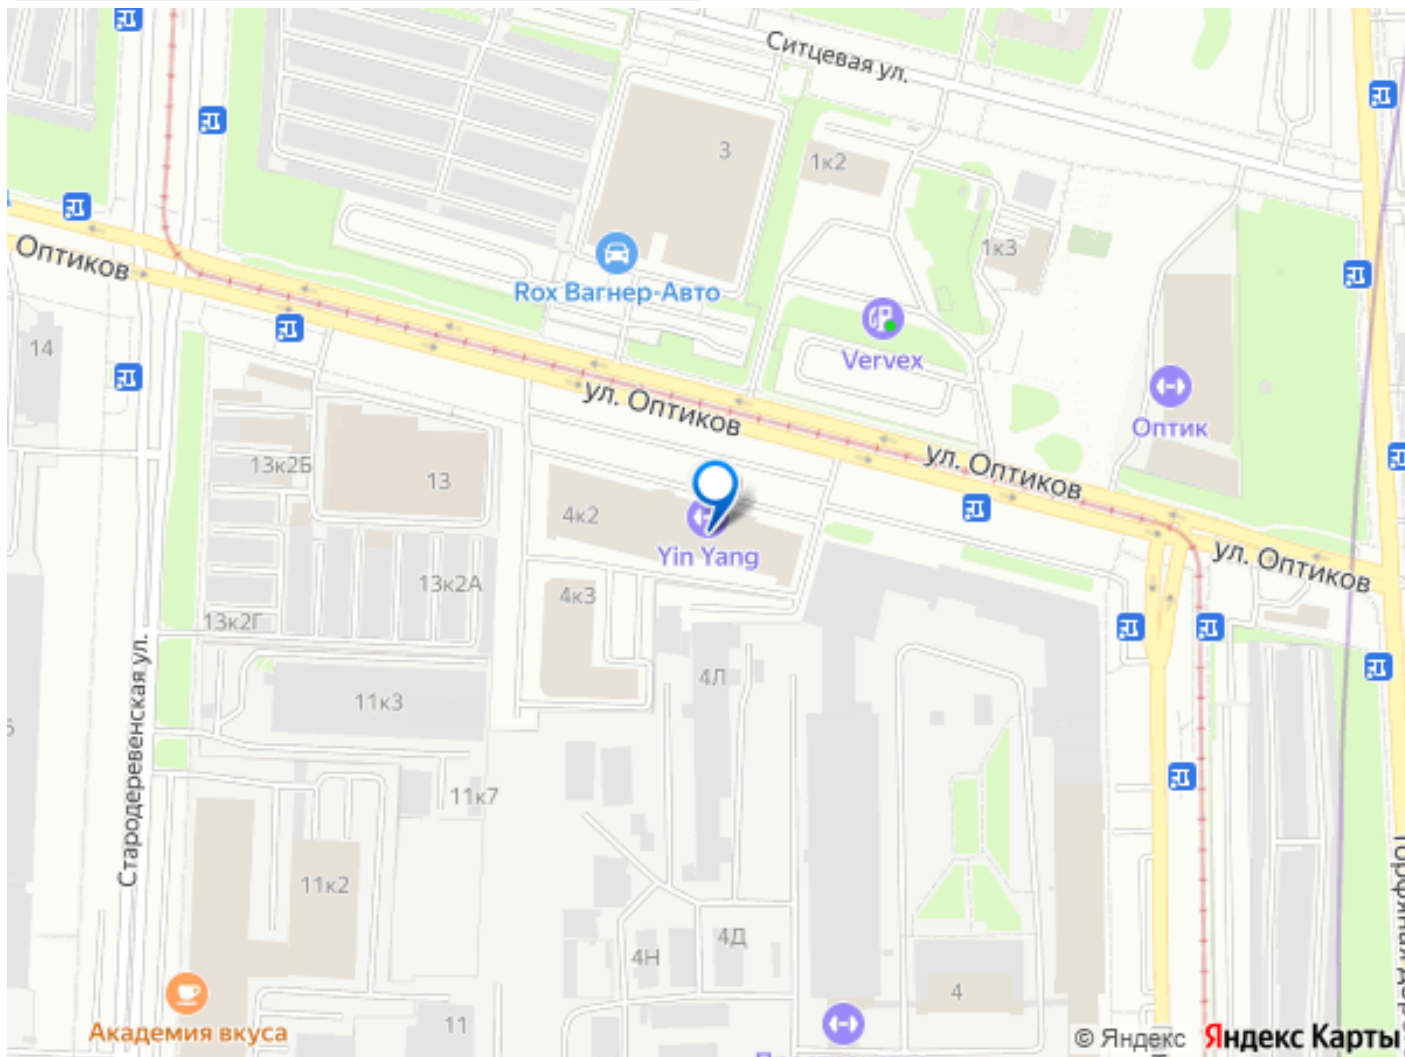 Ситцевая ул.
3
1к2
1к3
Оптиков
Rox Вагнер-Авто
Vervex
14
ул. Оптиков
Оптик
ул. Оптиков
13к2Б
13
4к2
Yin Yang
ул. Оптиков
13к2А
4к3
13к2Г
Стародеревенская ул.
11к3
4Л
11к7
11к2
4Н
4Д
4
11
Академия вкуса
© Яндекс
Яндекс Карты